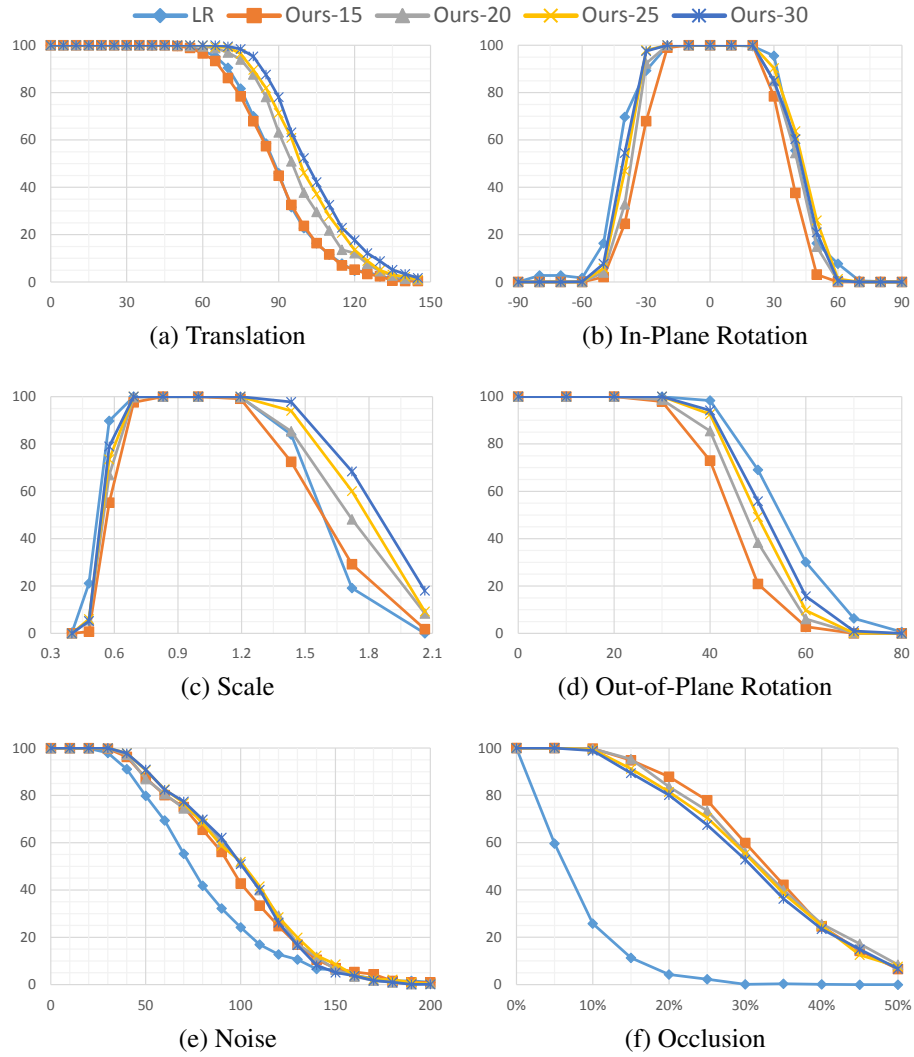 LR Ours-15 Ours-20 Ours-25 Ours-30
100
80
60
40
20
0
0 30 60 90 120 150
(a) Translation
100
80
60
40
20
0
-90 -60 -30 0 30 60 90
(b) In-Plane Rotation
100
80
60
40
20
0
0.3 0.6 0.9 1.2 1.5 1.8 2.1
(c) Scale
100
80
60
40
20
0
0 20 40 60 80
(d) Out-of-Plane Rotation
100
80
60
40
20
0
0 50 100 150 200
(e) Noise
100
80
60
40
20
0
0% 10% 20% 30% 40% 50%
(f) Occlusion